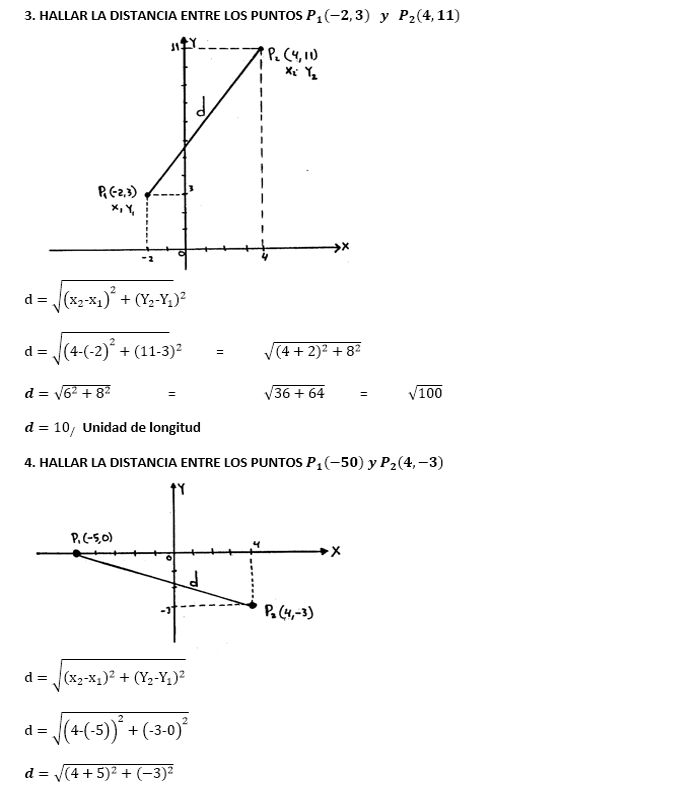 3. HALLAR LA DISTANCIA ENTRE LOS PUNTOS P₁(−2, 3) y P₂(4, 11)
11 Y
P₂ (4, 11)
X₂ Y₂
d
P₁(-2,3) 3
X₁ Y₁
-2 0 4 X
d = √(x₂-x₁)² + (Y₂-Y₁)²
d = √(4-(-2)² + (11-3)² = √(4 + 2)² + 8²
d = √6² + 8² = √36 + 64 = √100
d = 10/ Unidad de longitud
4. HALLAR LA DISTANCIA ENTRE LOS PUNTOS P₁(−50) y P₂(4, −3)
Y
P₁(-5,0) 4
0 X
d
-3 P₂(4,-3)
d = √(x₂-x₁)² + (Y₂-Y₁)²
d = √(4-(-5))² + (-3-0)²
d = √(4 + 5)² + (−3)²